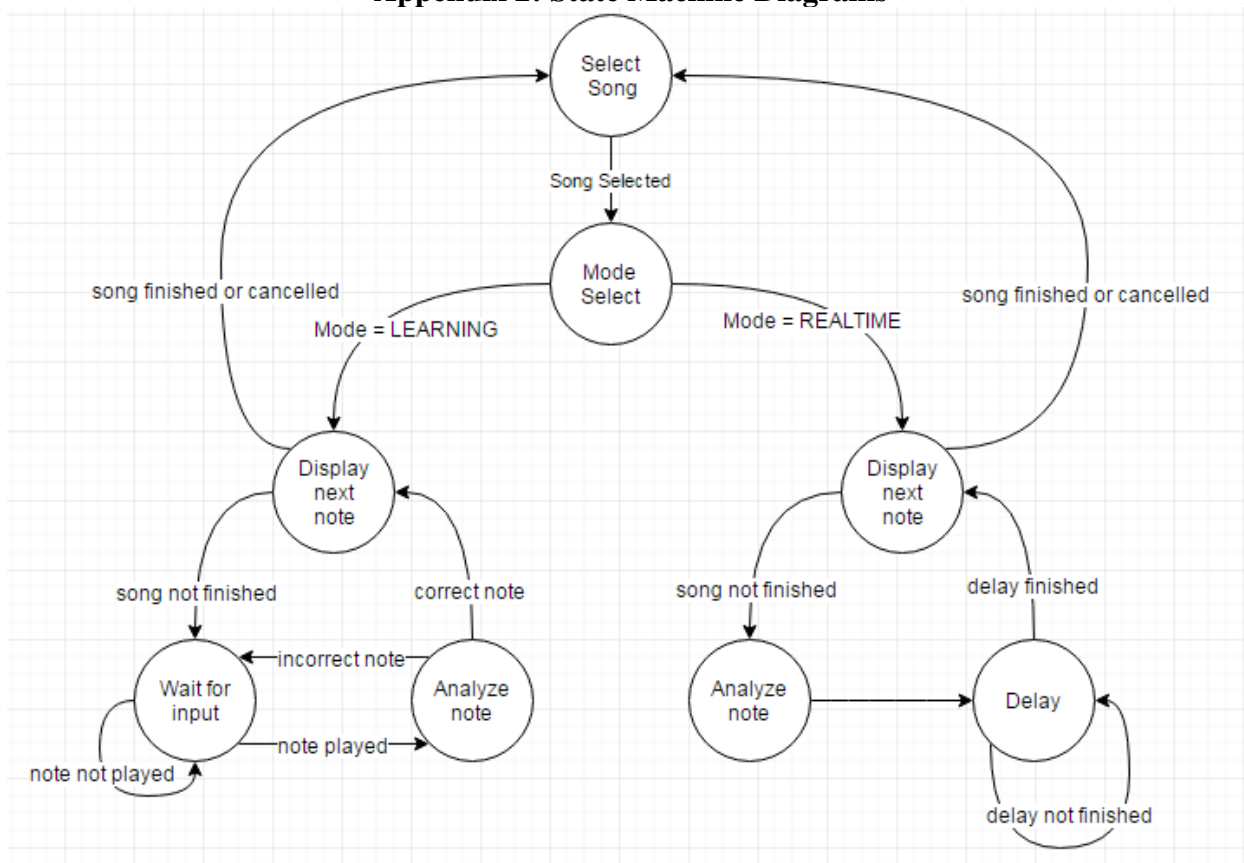 Appendix 2: State Machine Diagrams
Select
Song
Song Selected
Mode
Select
song finished or cancelled
song finished or cancelled
Mode = LEARNING
Mode = REALTIME
Display
next
note
Display
next
note
song not finished
correct note
song not finished
delay finished
incorrect note
Wait for
input
Analyze
note
Analyze
note
Delay
note played
note not played
delay not finished